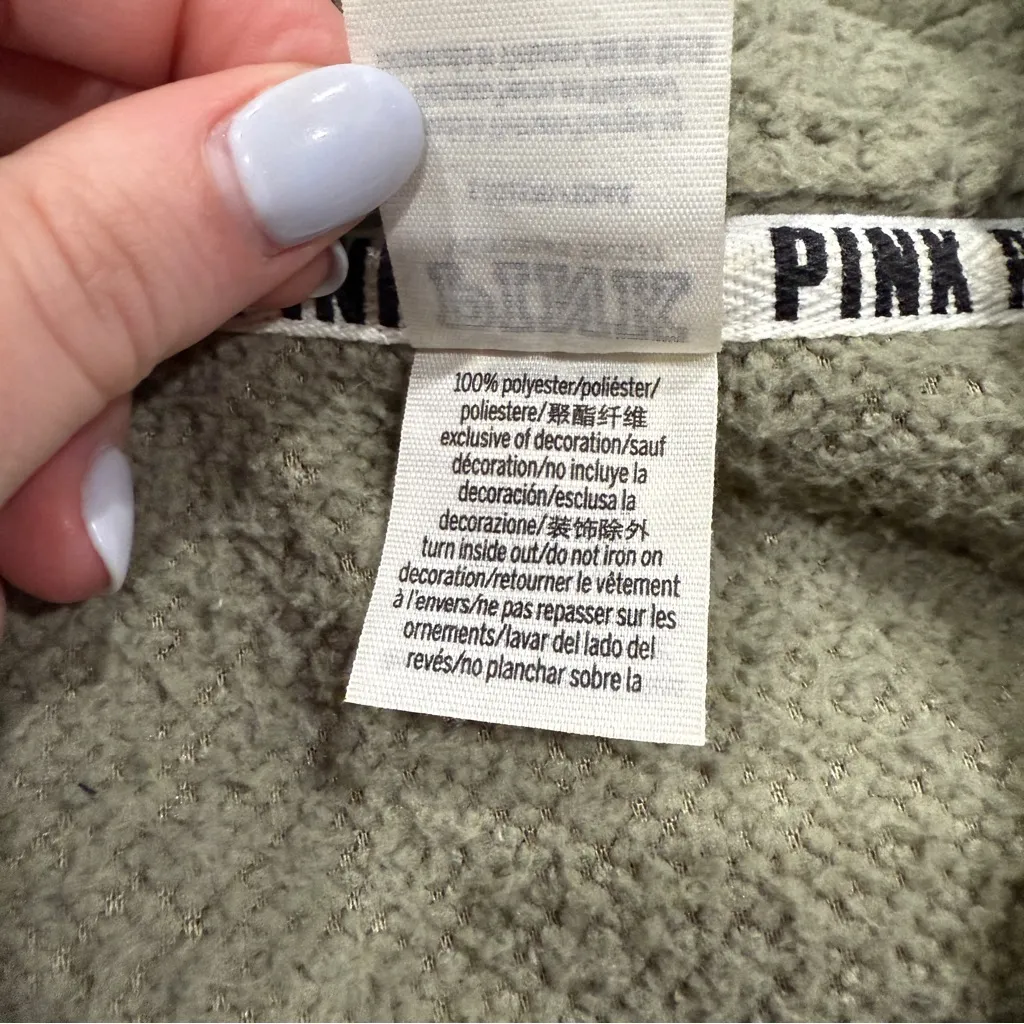 PINK
100% polyester/poliéster/
poliestere/聚酯纤维
exclusive of decoration/sauf
décoration/no incluye la
decoración/esclusa la
decorazione/装饰除外
turn inside out/do not iron on
decoration/retourner le vêtement
à l'envers/ne pas repasser sur les
ornements/lavar del lado del
revés/no planchar sobre la